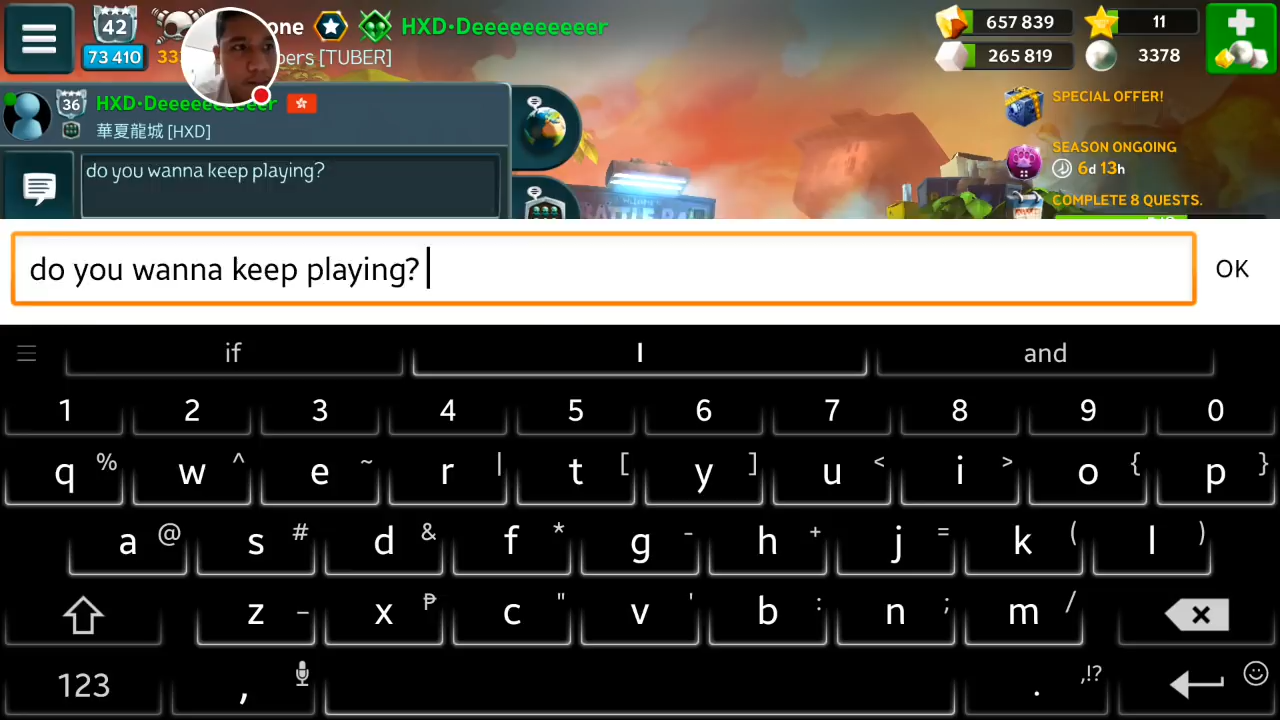 42
one
HXD·Deeeeeeeeeer
657 839
11
73 410
bers [TUBER]
265 819
3378
36
華夏龍城 [HXD]
SPECIAL OFFER!
do you wanna keep playing?
SEASON ONGOING
6d 13h
COMPLETE 8 QUESTS.
do you wanna keep playing?
OK
if
I
and
1 2 3 4 5 6 7 8 9 0
q % w ^ e ~ r | t [ y ] u < i > o { p }
a @ s # d & f * g - h + j = k ( l )
z _ x ₱ c " v ' b : n ; m /
123 , . ,!?